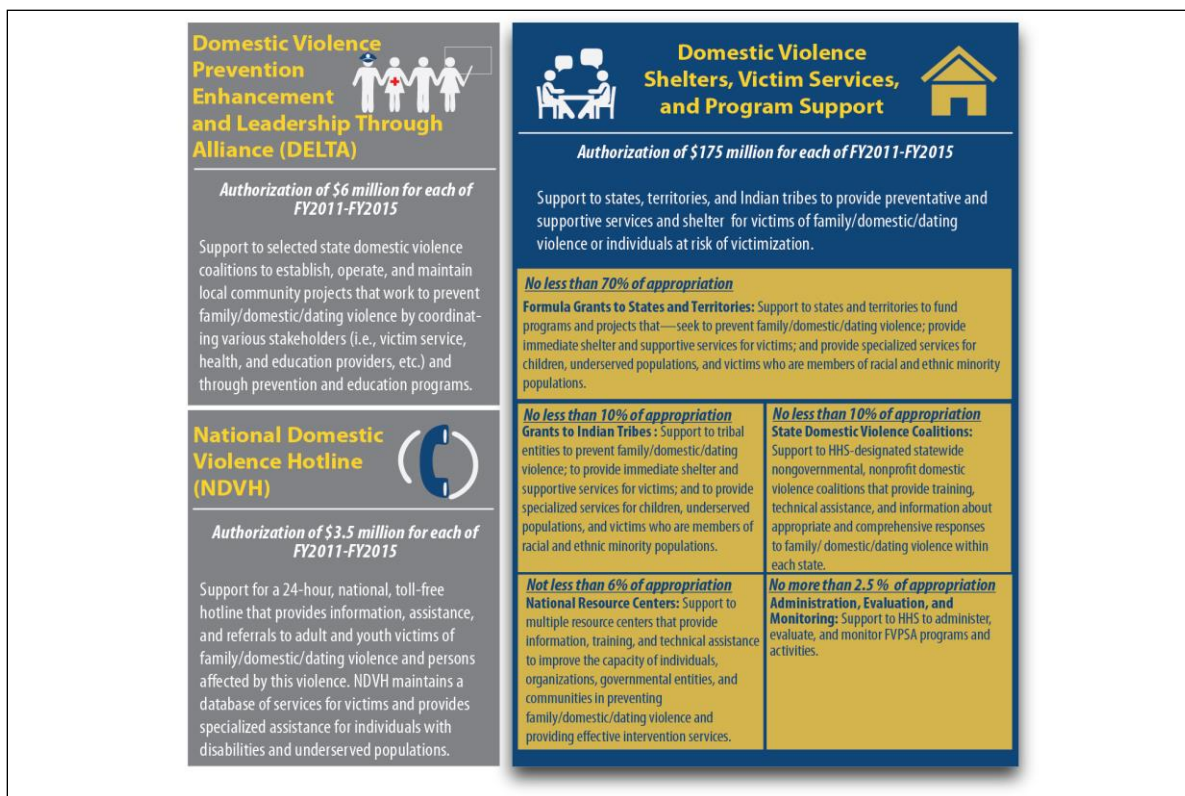 Domestic Violence
Prevention
Enhancement
and Leadership Through
Alliance (DELTA)
Authorization of $6 million for each of
FY2011-FY2015
Support to selected state domestic violence
coalitions to establish, operate, and maintain
local community projects that work to prevent
family/domestic/dating violence by coordinat-
ing various stakeholders (i.e., victim service,
health, and education providers, etc.) and
through prevention and education programs.
National Domestic
Violence Hotline
(NDVH)
Authorization of $3.5 million for each of
FY2011-FY2015
Support for a 24-hour, national, toll-free
hotline that provides information, assistance,
and referrals to adult and youth victims of
family/domestic/dating violence and persons
affected by this violence. NDVH maintains a
database of services for victims and provides
specialized assistance for individuals with
disabilities and underserved populations.
Domestic Violence
Shelters, Victim Services,
and Program Support
Authorization of $175 million for each of FY2011-FY2015
Support to states, territories, and Indian tribes to provide preventative and
supportive services and shelter for victims of family/domestic/dating
violence or individuals at risk of victimization.
No less than 70% of appropriation
Formula Grants to States and Territories: Support to states and territories to fund
programs and projects that—seek to prevent family/domestic/dating violence; provide
immediate shelter and supportive services for victims; and provide specialized services for
children, underserved populations, and victims who are members of racial and ethnic minority
populations.
No less than 10% of appropriation
Grants to Indian Tribes : Support to tribal
entities to prevent family/domestic/dating
violence; to provide immediate shelter and
supportive services for victims; and to provide
specialized services for children, underserved
populations, and victims who are members of
racial and ethnic minority populations.
No less than 10% of appropriation
State Domestic Violence Coalitions:
Support to HHS-designated statewide
nongovernmental, nonprofit domestic
violence coalitions that provide training,
technical assistance, and information about
appropriate and comprehensive responses
to family/ domestic/dating violence within
each state.
Not less than 6% of appropriation
National Resource Centers: Support to
multiple resource centers that provide
information, training, and technical assistance
to improve the capacity of individuals,
organizations, governmental entities, and
communities in preventing
family/domestic/dating violence and
providing effective intervention services.
No more than 2.5 % of appropriation
Administration, Evaluation, and
Monitoring: Support to HHS to administer,
evaluate, and monitor FVPSA programs and
activities.